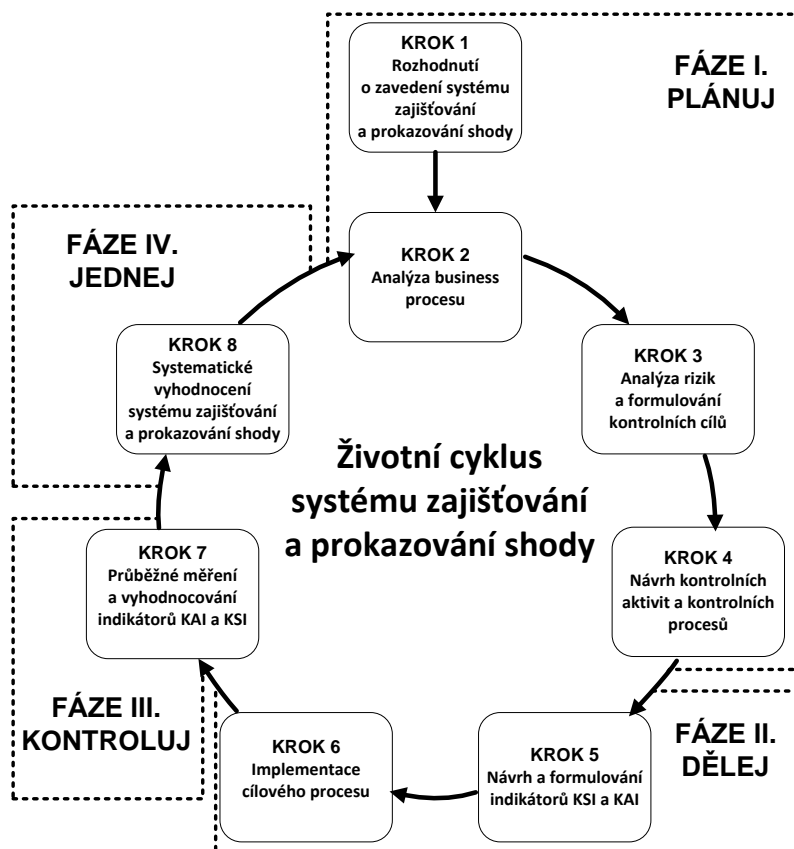 KROK 1
Rozhodnutí
o zavedení systému
zajišťování
a prokazování shody
FÁZE I.
PLÁNUJ
KROK 2
Analýza business
procesu
FÁZE IV.
JEDNEJ
KROK 3
Analýza rizik
a formulování
kontrolních cílů
KROK 8
Systematické
vyhodnocení
systému zajišťování
a prokazování shody
Životní cyklus
systému zajišťování
a prokazování shody
KROK 4
Návrh kontrolních
aktivit a kontrolních
procesů
KROK 7
Průběžné měření
a vyhodnocování
indikátorů KAI a KSI
FÁZE II.
DĚLEJ
KROK 5
Návrh a formulování
indikátorů KSI a KAI
KROK 6
Implementace
cílového procesu
FÁZE III.
KONTROLUJ